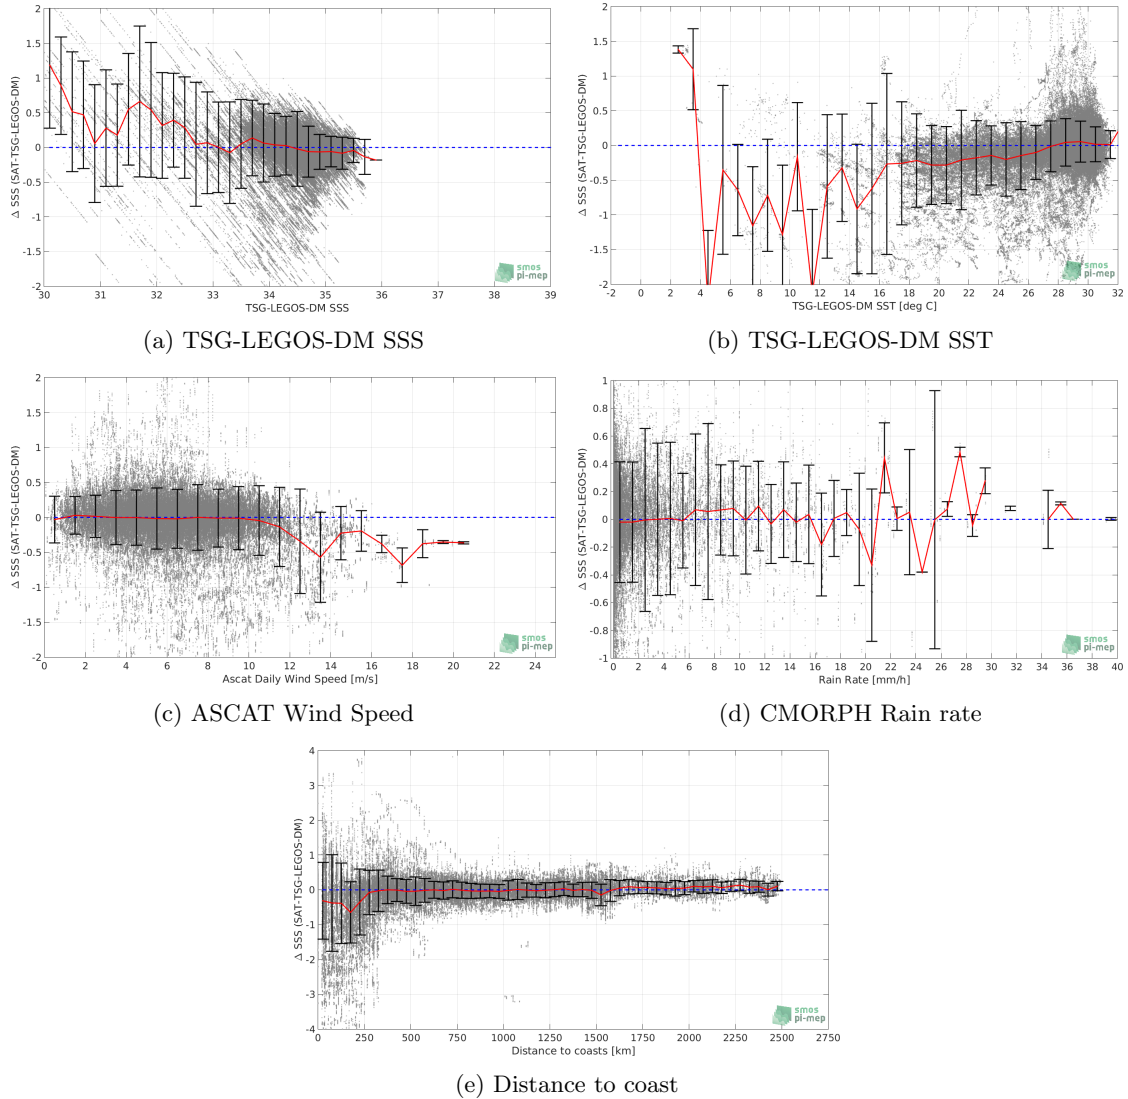 2
1.5
1
0.5
0
-0.5
-1
-1.5
-2
Δ SSS (SAT-TSG-LEGOS-DM)
30 31 32 33 34 35 36 37 38 39
TSG-LEGOS-DM SSS
smos
pi-mep
(a) TSG-LEGOS-DM SSS
2
1.5
1
0.5
0
-0.5
-1
-1.5
-2
Δ SSS (SAT-TSG-LEGOS-DM)
-2 0 2 4 6 8 10 12 14 16 18 20 22 24 26 28 30 32
TSG-LEGOS-DM SST [deg C]
smos
pi-mep
(b) TSG-LEGOS-DM SST
2
1.5
1
0.5
0
-0.5
-1
-1.5
-2
Δ SSS (SAT-TSG-LEGOS-DM)
0 2 4 6 8 10 12 14 16 18 20 22 24
Ascat Daily Wind Speed [m/s]
smos
pi-mep
(c) ASCAT Wind Speed
1
0.8
0.6
0.4
0.2
0
-0.2
-0.4
-0.6
-0.8
-1
Δ SSS (SAT-TSG-LEGOS-DM)
0 2 4 6 8 10 12 14 16 18 20 22 24 26 28 30 32 34 36 38 40
Rain Rate [mm/h]
smos
pi-mep
(d) CMORPH Rain rate
4
3
2
1
0
-1
-2
-3
-4
Δ SSS (SAT-TSG-LEGOS-DM)
0 250 500 750 1000 1250 1500 1750 2000 2250 2500 2750
Distance to coasts [km]
smos
pi-mep
(e) Distance to coast